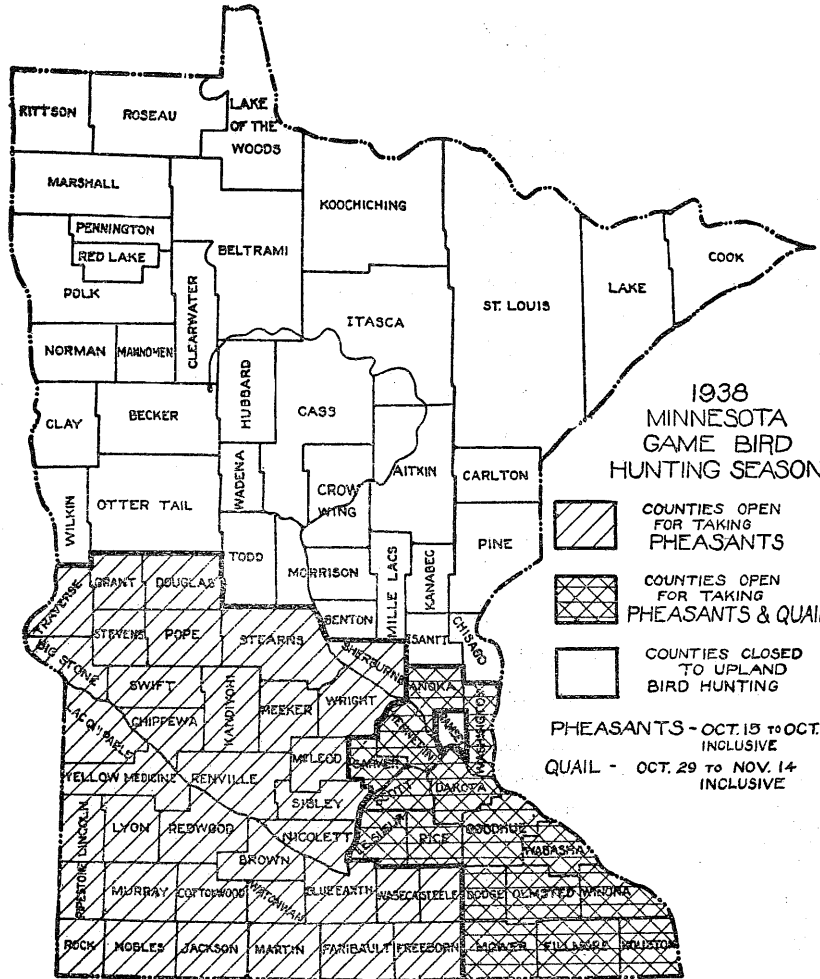 RITTSON
ROSEAU
LAKE
OF THE
WOODS
MARSHALL
KOOCHICHING
PENNINGTON
BELTRAMI
RED LAKE
COOK
POLK
CLEARWATER
ST. LOUIS
LAKE
ITASCA
NORMAN
MAHNOMEN
HUBBARD
CASS
CLAY
BECKER
1938
MINNESOTA
GAME BIRD
HUNTING SEASON
WADENA
AITKIN
CARLTON
CROW
WING
OTTER TAIL
WILKIN
COUNTIES OPEN
FOR TAKING
PHEASANTS
TODD
MORRISON
MILLE LACS
KANABEC
PINE
COUNTIES OPEN
FOR TAKING
PHEASANTS & QUAIL
GRANT
DOUGLAS
TRAVERSE
BENTON
STEVENS
POPE
STEARNS
ISANTI
CHISAGO
COUNTIES CLOSED
TO UPLAND
BIRD HUNTING
BIG STONE
SHERBURNE
SWIFT
KANDIYOHI
MEEKER
WRIGHT
ANOKA
RAMSEY
WASHINGTON
LAC QUI PARLE
CHIPPEWA
HENNEPIN
PHEASANTS - OCT. 15 TO OCT.
INCLUSIVE
QUAIL - OCT. 29 TO NOV. 14
INCLUSIVE
MCLEOD
CARVER
YELLOW MEDICINE
RENVILLE
SCOTT
DAKOTA
SIBLEY
LINCOLN
LYON
REDWOOD
NICOLETT
LE SUEUR
RICE
GOODHUE
WABASHA
BROWN
PIPESTONE
MURRAY
COTTONWOOD
WATONWAN
BLUE EARTH
WASECA
STEELE
DODGE
OLMSTED
WINONA
ROCK
NOBLES
JACKSON
MARTIN
FARIBAULT
FREEBORN
MOWER
FILLMORE
HOUSTON